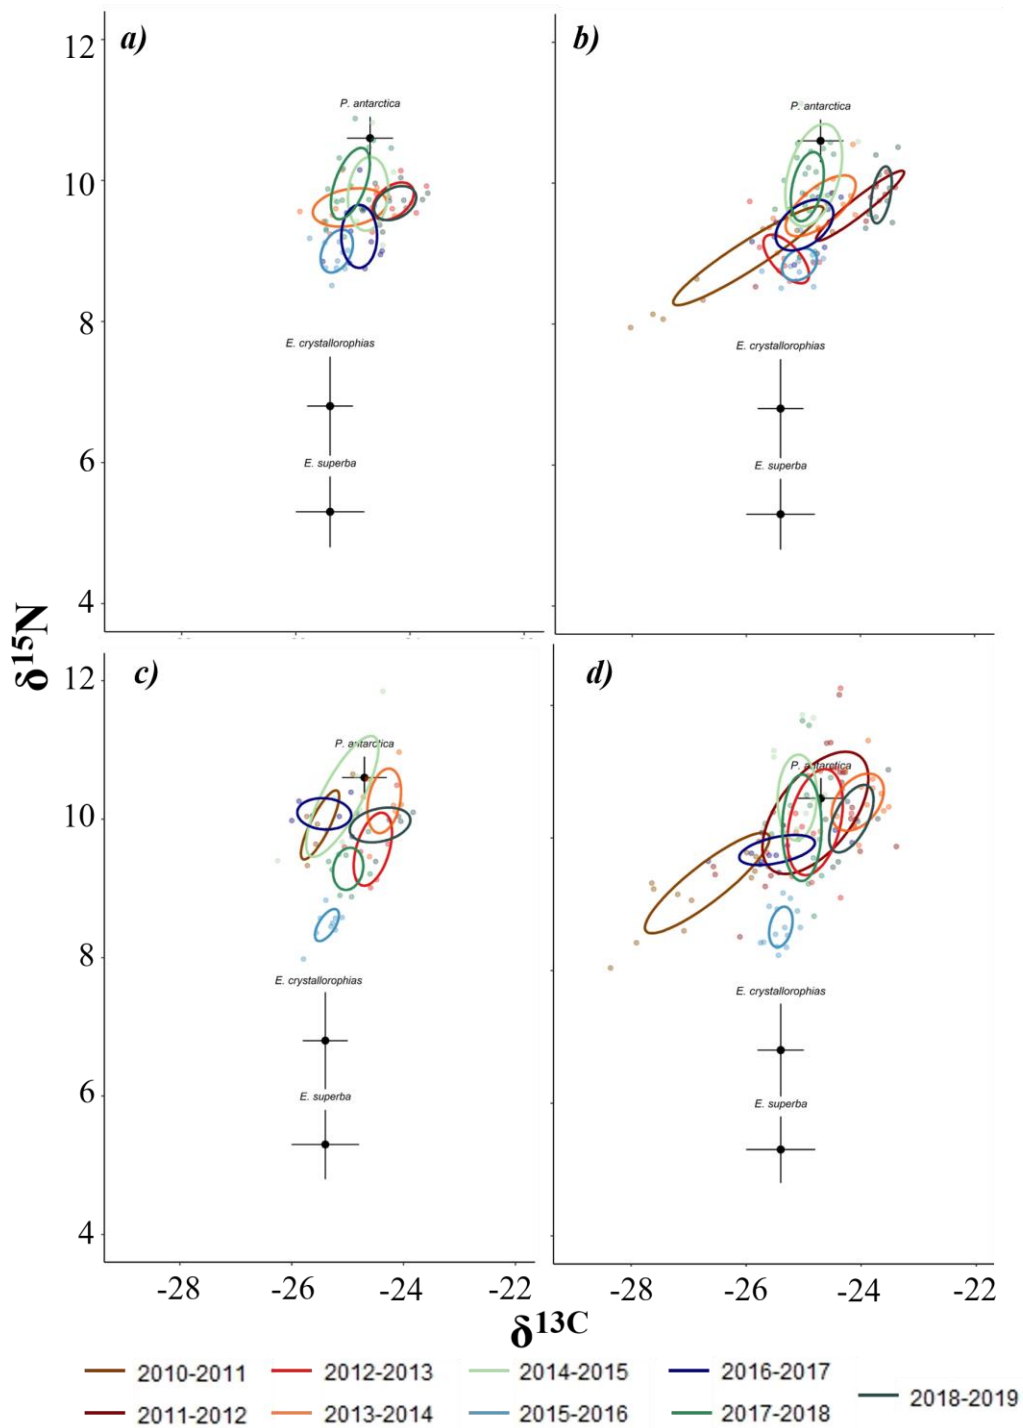 a)
b)
12
10
8
6
4
P. antarctica
P. antarctica
E. crystallorophias
E. crystallorophias
E. superba
E. superba
δ15N
c)
d)
12
10
8
6
4
P. antarctica
P. antarctica
E. crystallorophias
E. crystallorophias
E. superba
E. superba
-28 -26 -24 -22 -28 -26 -24 -22
δ13C
2010-2011 2012-2013 2014-2015 2016-2017 2018-2019
2011-2012 2013-2014 2015-2016 2017-2018